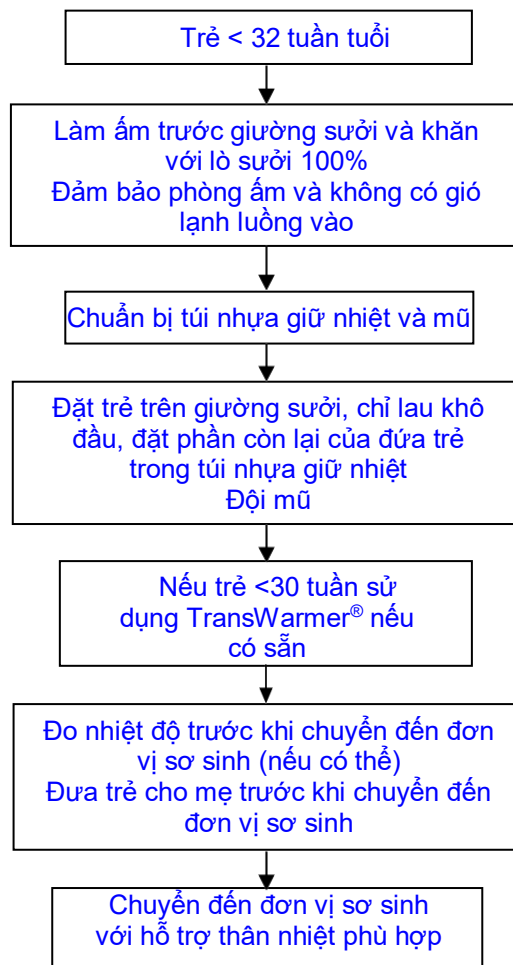 Trẻ < 32 tuần tuổi
Làm ấm trước giường sưởi và khăn
với lò sưởi 100%
Đảm bảo phòng ấm và không có gió
lạnh luồng vào
Chuẩn bị túi nhựa giữ nhiệt và mũ
Đặt trẻ trên giường sưởi, chỉ lau khô
đầu, đặt phần còn lại của đứa trẻ
trong túi nhựa giữ nhiệt
Đội mũ
Nếu trẻ <30 tuần sử
dụng TransWarmer® nếu
có sẵn
Đo nhiệt độ trước khi chuyển đến đơn
vị sơ sinh (nếu có thể)
Đưa trẻ cho mẹ trước khi chuyển đến
đơn vị sơ sinh
Chuyển đến đơn vị sơ sinh
với hỗ trợ thân nhiệt phù hợp